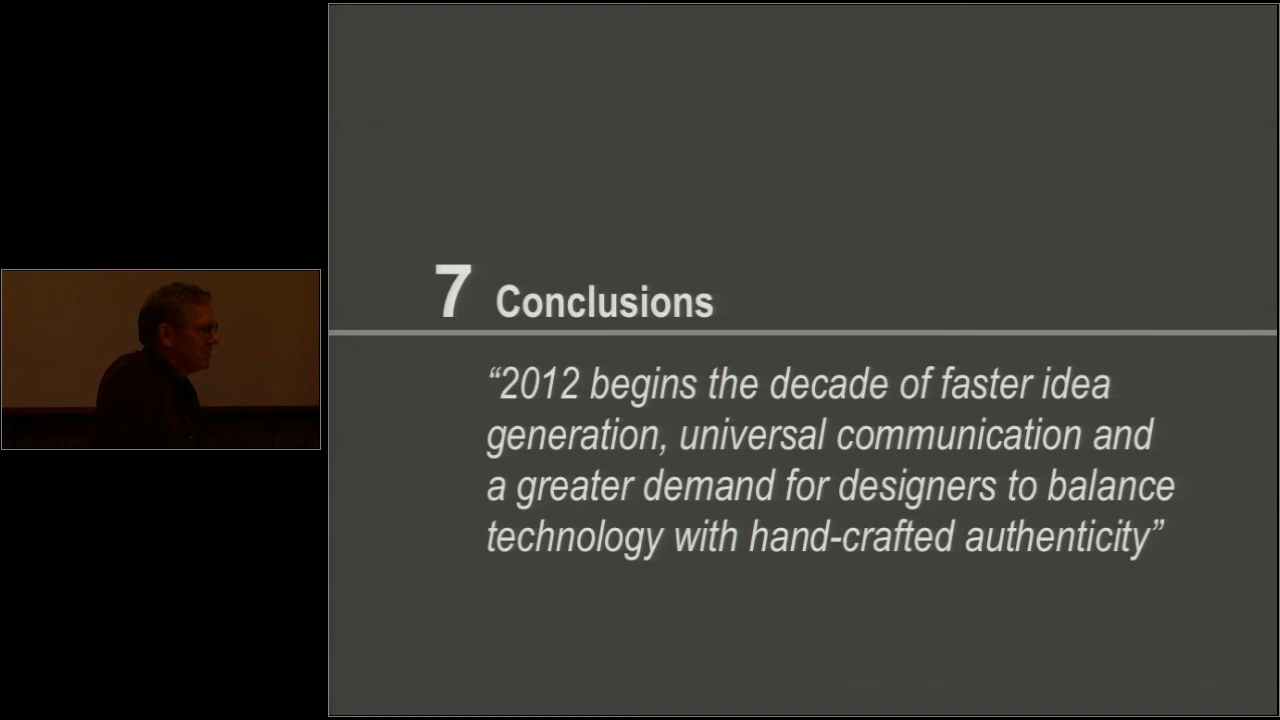 7 Conclusions
“2012 begins the decade of faster idea
generation, universal communication and
a greater demand for designers to balance
technology with hand-crafted authenticity”